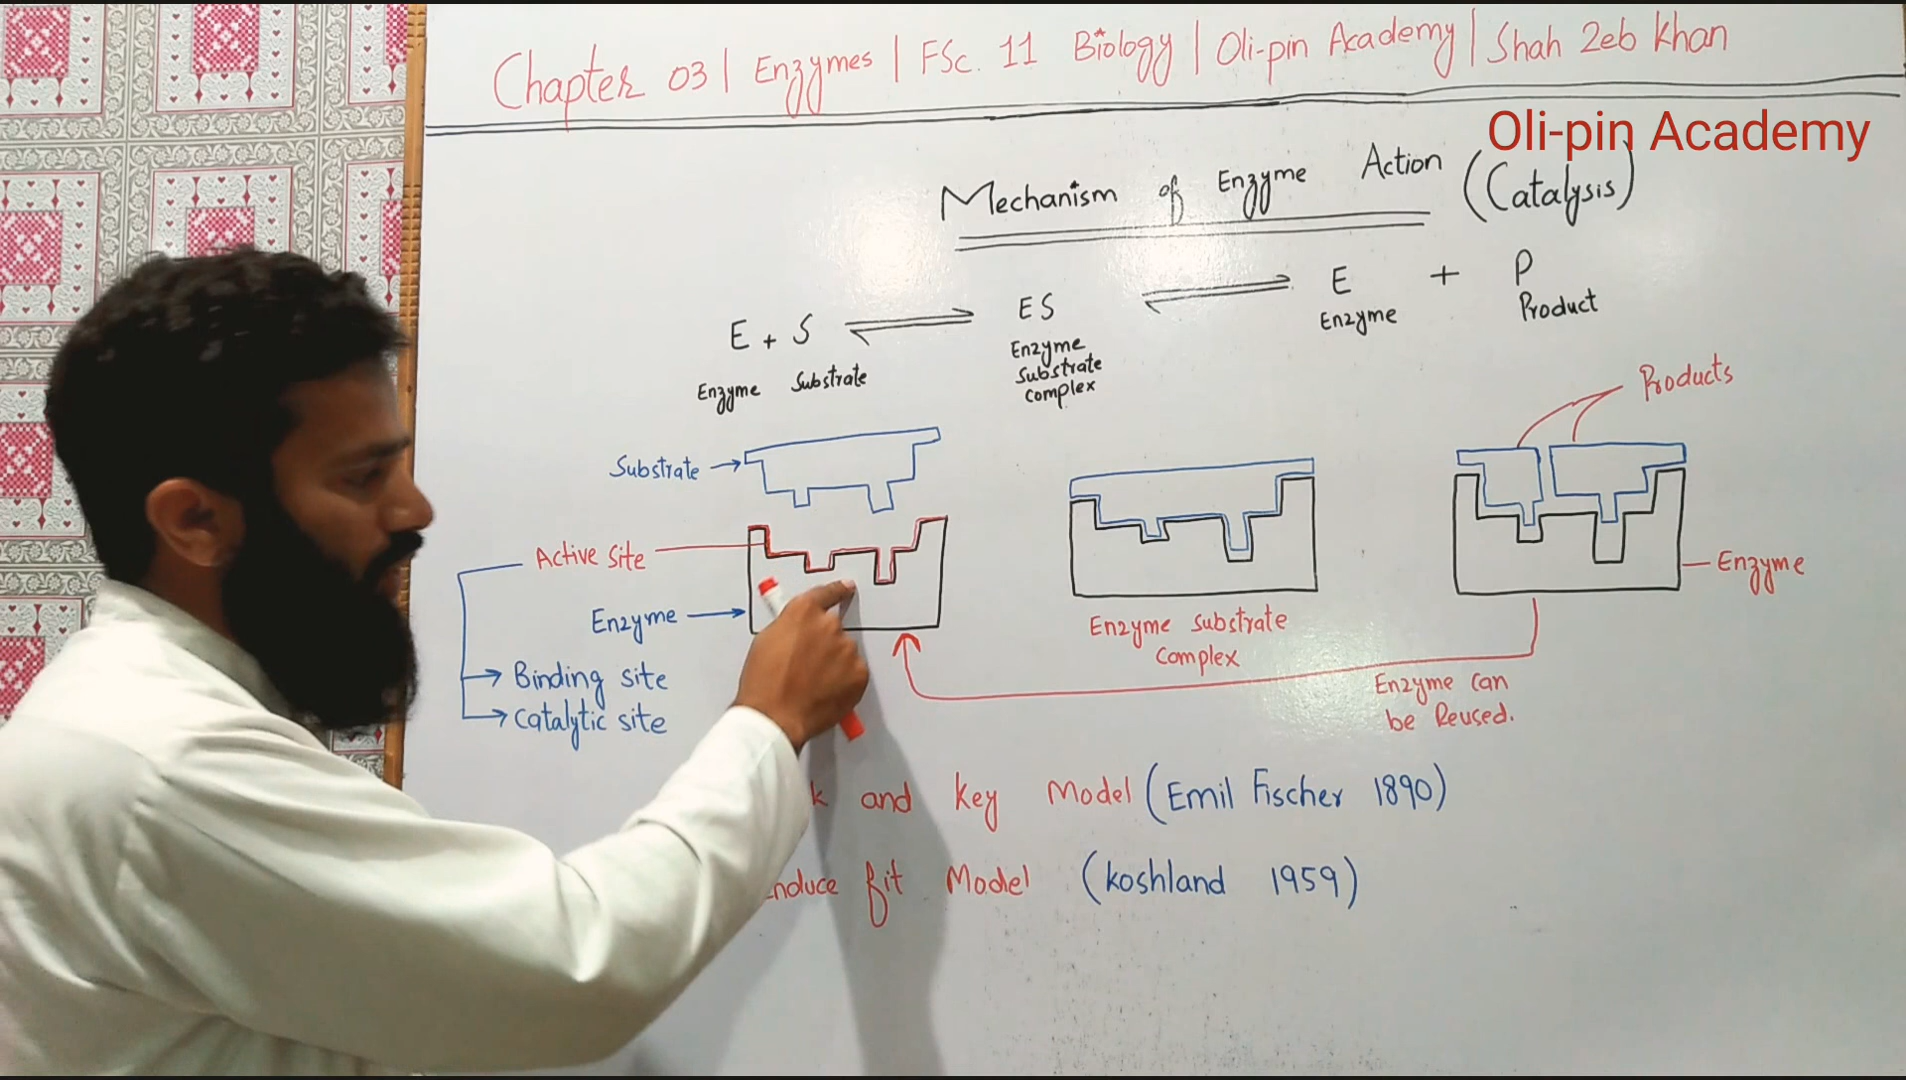 Chapter 03 | Enzymes | FSc. 11 Biology | Oli-pin Academy | Shah Zeb Khan
Oli-pin Academy
Mechanism of Enzyme Action (Catalysis)
E + S ⇌ ES ⇌ E + P
Enzyme Substrate
Enzyme
Substrate
complex
Enzyme
Product
Products
Substrate
Active site
Enzyme
Binding site
Catalytic site
Enzyme substrate
Complex
Enzyme
Enzyme can
be Reused.
k and key Model (Emil Fischer 1890)
nduce fit Model (koshland 1959)